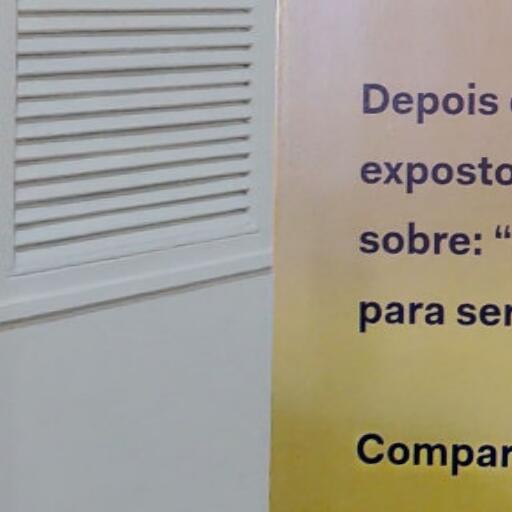 Depois
exposto
sobre: “
para ser
Compar